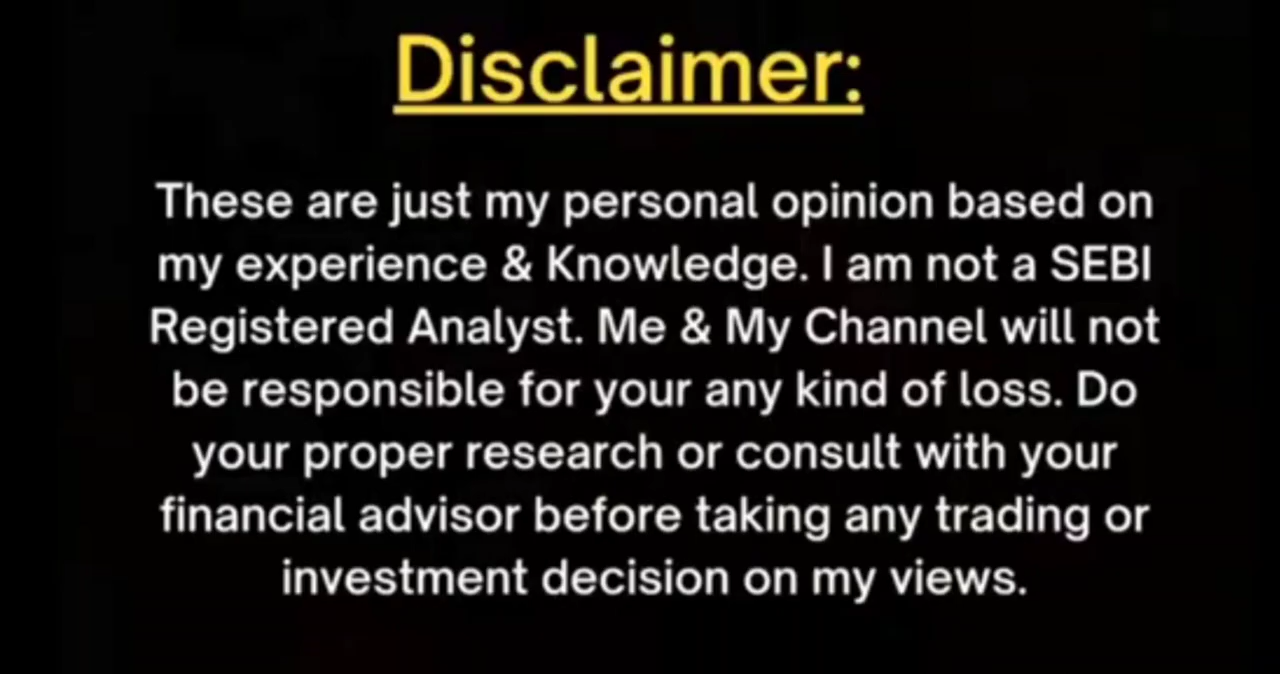 Disclaimer:
These are just my personal opinion based on
my experience & Knowledge. I am not a SEBI
Registered Analyst. Me & My Channel will not
be responsible for your any kind of loss. Do
your proper research or consult with your
financial advisor before taking any trading or
investment decision on my views.